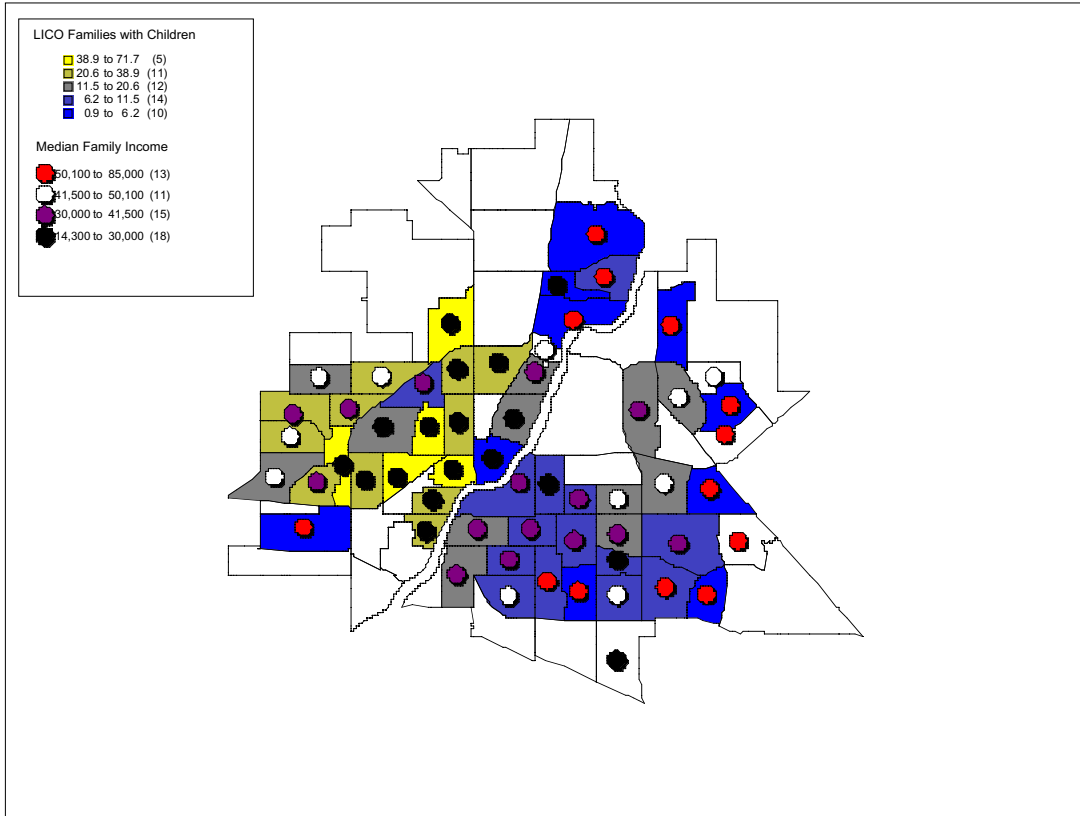 LICO Families with Children
38.9 to 71.7 (5)
20.6 to 38.9 (11)
11.5 to 20.6 (12)
6.2 to 11.5 (14)
0.9 to 6.2 (10)
Median Family Income
50,100 to 85,000 (13)
41,500 to 50,100 (11)
30,000 to 41,500 (15)
14,300 to 30,000 (18)